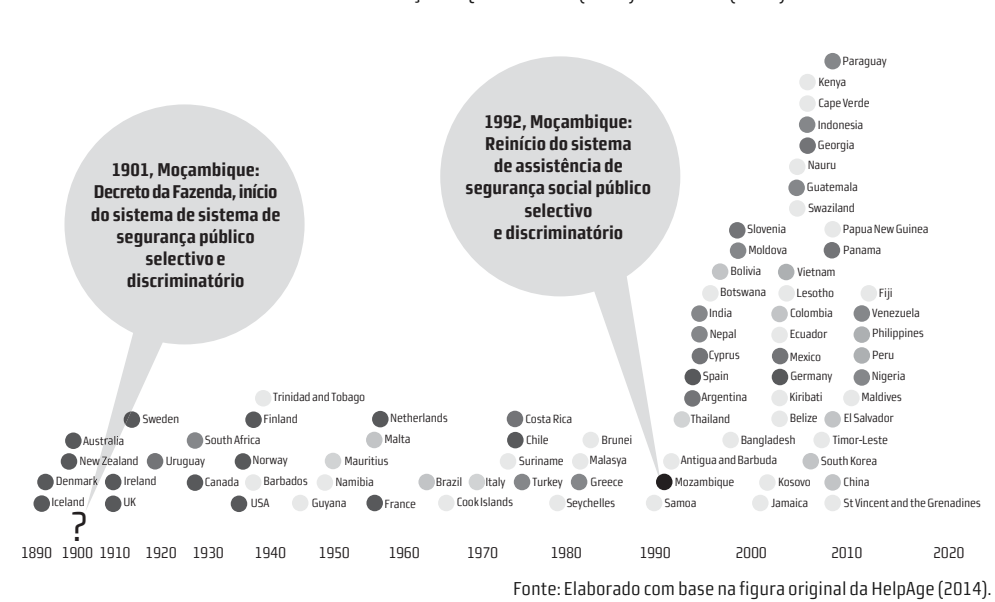 1901, Moçambique:
Decreto da Fazenda, início
do sistema de sistema de
segurança público
selectivo e
discriminatório
1992, Moçambique:
Reinício do sistema
de assistência de
segurança social público
selectivo
e discriminatório
Paraguay
Kenya
Cape Verde
Indonesia
Georgia
Nauru
Guatemala
Swaziland
Slovenia
Papua New Guinea
Moldova
Panama
Bolivia
Vietnam
Botswana
Lesotho
Fiji
India
Colombia
Venezuela
Nepal
Ecuador
Philippines
Cyprus
Mexico
Peru
Spain
Germany
Nigeria
Trinidad and Tobago
Argentina
Kiribati
Maldives
Sweden
Finland
Netherlands
Costa Rica
Thailand
Belize
El Salvador
Australia
South Africa
Malta
Chile
Brunei
Bangladesh
Timor-Leste
New Zealand
Uruguay
Norway
Mauritius
Suriname
Malasya
Antigua and Barbuda
South Korea
Denmark
Ireland
Canada
Barbados
Namibia
Brazil
Italy
Turkey
Greece
Mozambique
Kosovo
China
Iceland
UK
USA
Guyana
France
Cook Islands
Seychelles
Samoa
Jamaica
St Vincent and the Grenadines
?
1890 1900 1910 1920 1930 1940 1950 1960 1970 1980 1990 2000 2010 2020
Fonte: Elaborado com base na figura original da HelpAge (2014).